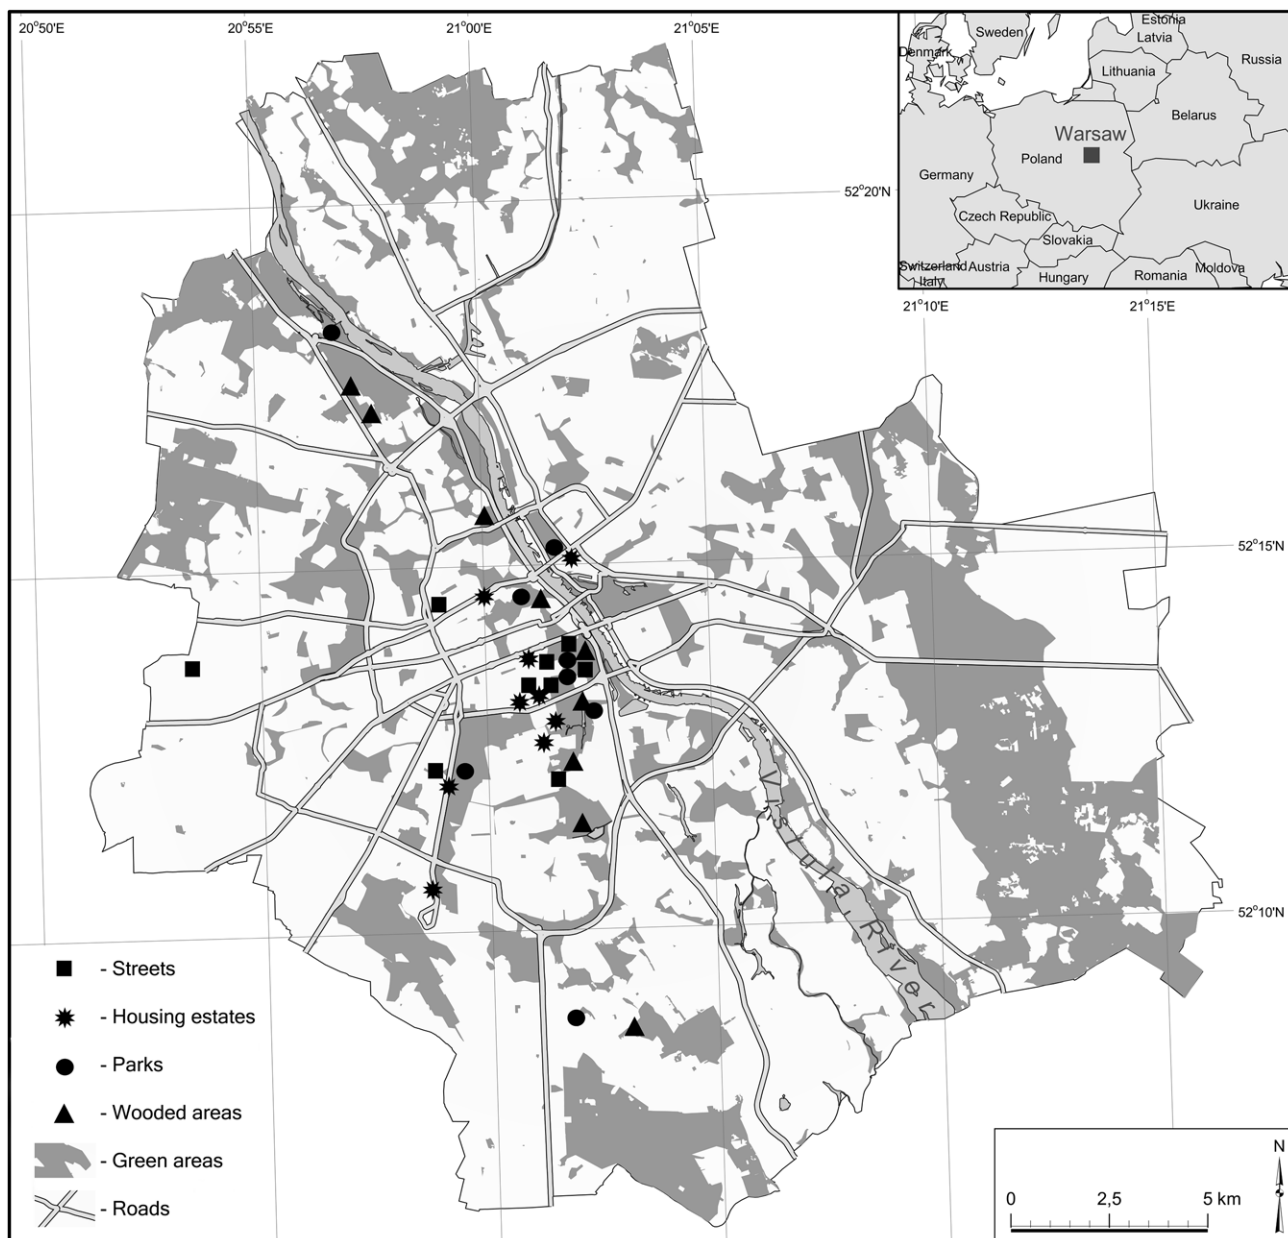 20°50'E 20°55'E 21°00'E 21°05'E
Estonia
Sweden
Latvia
Denmark
Russia
Lithuania
Belarus
Warsaw
Poland
Germany
52°20'N
Ukraine
Czech Republic
Slovakia
Switzerland Austria
Moldova
Italy
Hungary
Romania
21°10'E 21°15'E
52°15'N
Vistula River
52°10'N
- Streets
- Housing estates
- Parks
- Wooded areas
- Green areas
- Roads
N
0 2,5 5 km